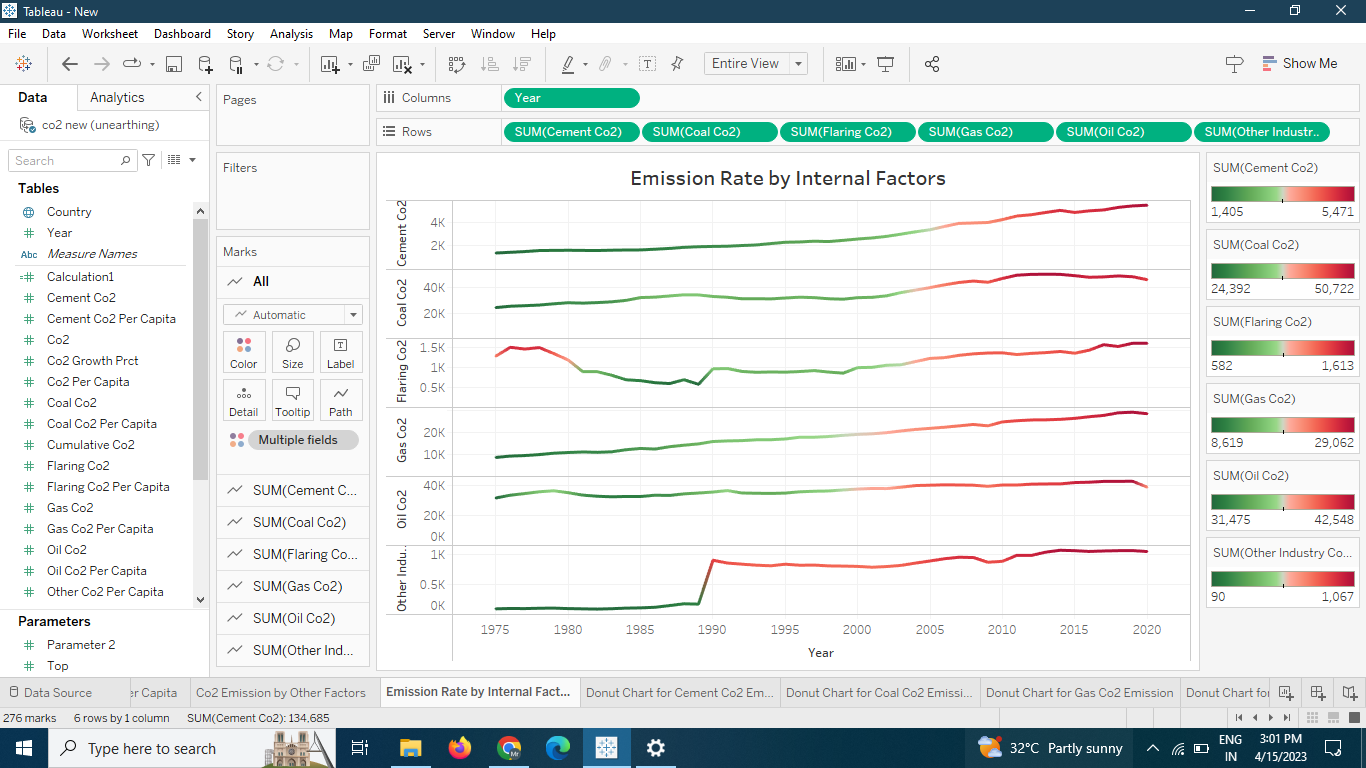 Tableau - New
File Data Worksheet Dashboard Story Analysis Map Format Server Window Help
Entire View
Show Me
Data Analytics
co2 new (unearthing)
Search
Tables
Country
Year
Abc Measure Names
Calculation1
Cement Co2
Cement Co2 Per Capita
Co2
Co2 Growth Prct
Co2 Per Capita
Coal Co2
Coal Co2 Per Capita
Cumulative Co2
Flaring Co2
Flaring Co2 Per Capita
Gas Co2
Gas Co2 Per Capita
Oil Co2
Oil Co2 Per Capita
Other Co2 Per Capita
Parameters
Parameter 2
Top
Pages
Filters
Marks
All
Automatic
Color Size Label
Detail Tooltip Path
Multiple fields
SUM(Cement C...
SUM(Coal Co2)
SUM(Flaring Co...
SUM(Gas Co2)
SUM(Oil Co2)
SUM(Other Ind...
Columns Year
Rows SUM(Cement Co2) SUM(Coal Co2) SUM(Flaring Co2) SUM(Gas Co2) SUM(Oil Co2) SUM(Other Industr..
Emission Rate by Internal Factors
Cement Co2
4K
2K
Coal Co2
40K
20K
Flaring Co2
1.5K
1K
0.5K
Gas Co2
20K
10K
Oil Co2
40K
20K
0K
Other Indu..
1K
0.5K
0K
1975 1980 1985 1990 1995 2000 2005 2010 2015 2020
Year
SUM(Cement Co2)
1,405 5,471
SUM(Coal Co2)
24,392 50,722
SUM(Flaring Co2)
582 1,613
SUM(Gas Co2)
8,619 29,062
SUM(Oil Co2)
31,475 42,548
SUM(Other Industry Co...
90 1,067
Data Source er Capita Co2 Emission by Other Factors Emission Rate by Internal Fact... Donut Chart for Cement Co2 Em... Donut Chart for Coal Co2 Emissi... Donut Chart for Gas Co2 Emission Donut Chart for
276 marks 6 rows by 1 column SUM(Cement Co2): 134,685
Type here to search
32°C Partly sunny
ENG
IN
3:01 PM
4/15/2023